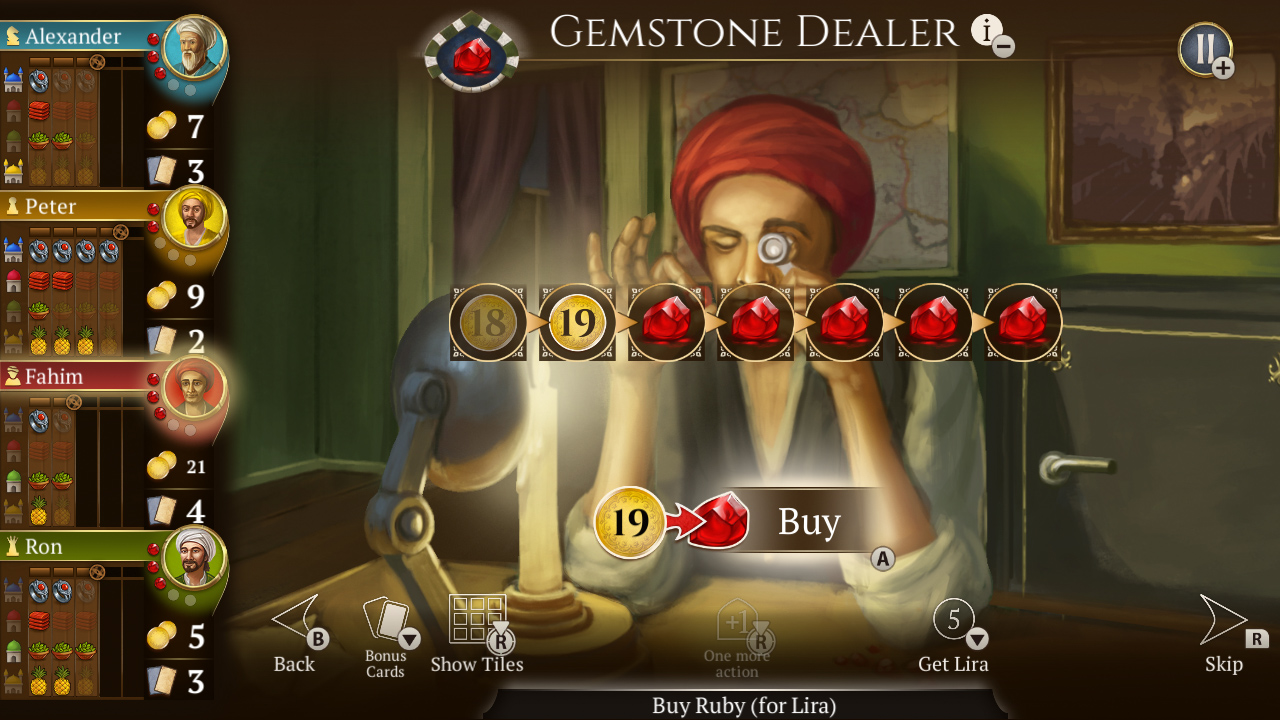 GEMSTONE DEALER
i
−
+
Alexander
7
3
Peter
9
2
Fahim
21
4
Ron
5
3
18
19
19
Buy
A
Back
B
Bonus
Cards
Show Tiles
R
+1
R
One more
action
5
Get Lira
Skip
R
Buy Ruby (for Lira)